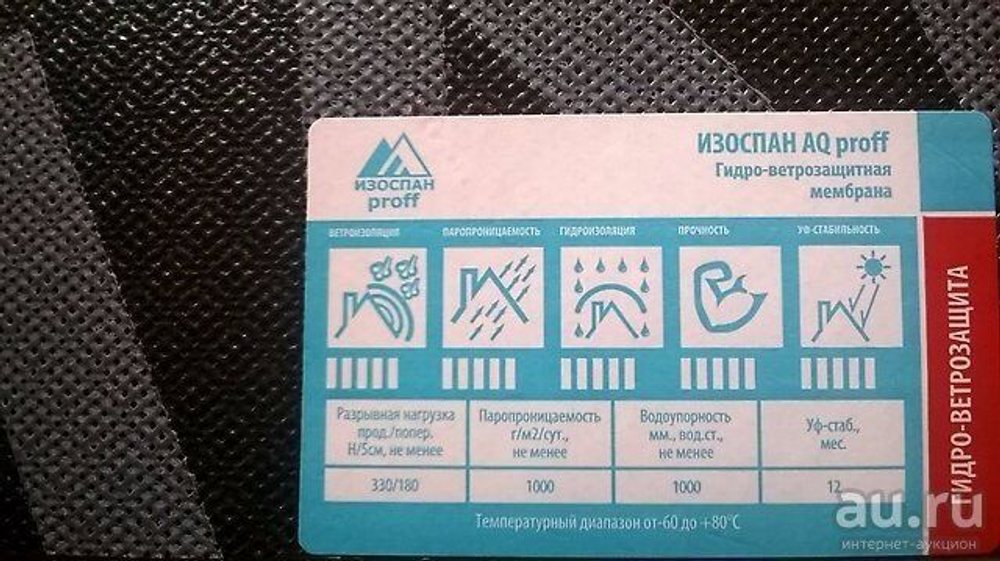 ИЗОСПАН
proff
ИЗОСПАН AQ proff
Гидро-ветрозащитная
мембрана
ВЕТРОИЗОЛЯЦИЯ
ПАРОПРОНИЦАЕМОСТЬ
ГИДРОИЗОЛЯЦИЯ
ПРОЧНОСТЬ
УФ-СТАБИЛЬНОСТЬ
Разрывная нагрузка
прод./попер.
Н/5см, не менее
Паропроницаемость
г/м2/сут.,
не менее
Водоупорность
мм., вод.ст.,
не менее
Уф-стаб.,
мес.
330/180
1000
1000
12
Температурный диапазон от-60 до +80°С
ГИДРО-ВЕТРОЗАЩИТА
au.ru
интернет-аукцион